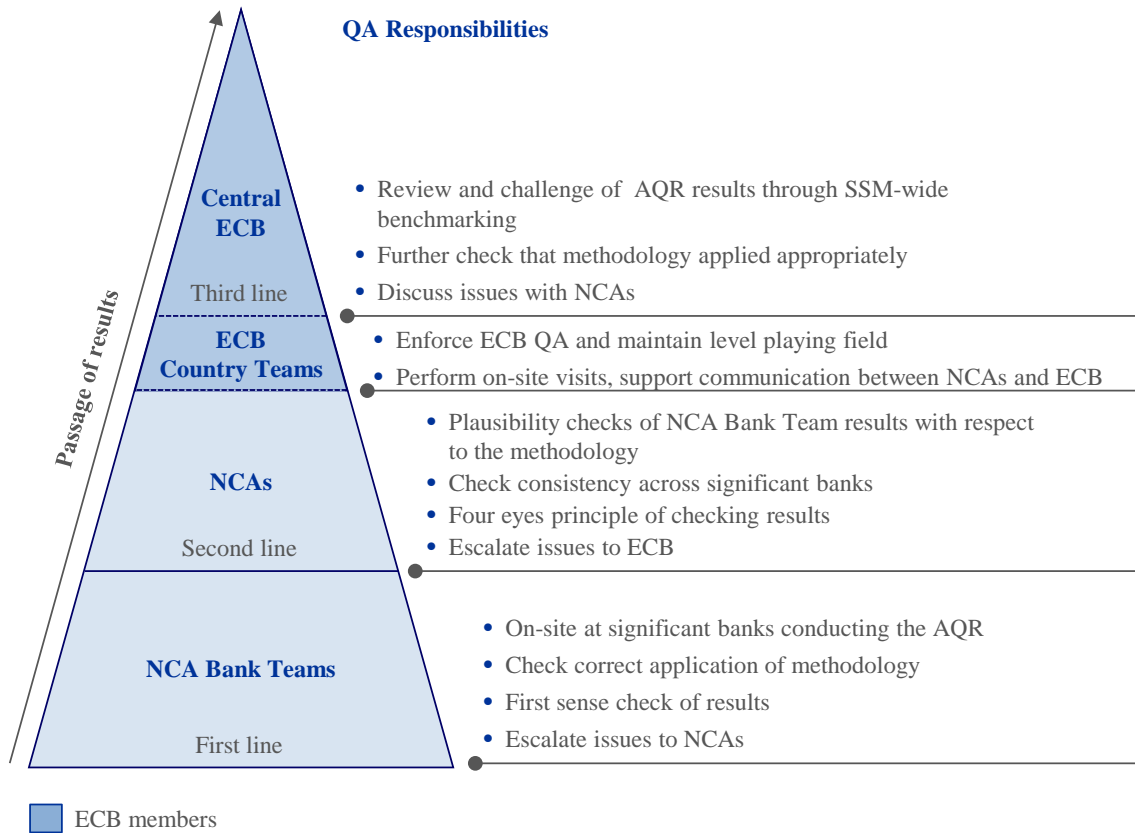 QA Responsibilities
Passage of results
Central
ECB
Third line
• Review and challenge of AQR results through SSM-wide
benchmarking
• Further check that methodology applied appropriately
• Discuss issues with NCAs
ECB
Country Teams
• Enforce ECB QA and maintain level playing field
• Perform on-site visits, support communication between NCAs and ECB
NCAs
Second line
• Plausibility checks of NCA Bank Team results with respect
to the methodology
• Check consistency across significant banks
• Four eyes principle of checking results
• Escalate issues to ECB
NCA Bank Teams
First line
• On-site at significant banks conducting the AQR
• Check correct application of methodology
• First sense check of results
• Escalate issues to NCAs
ECB members